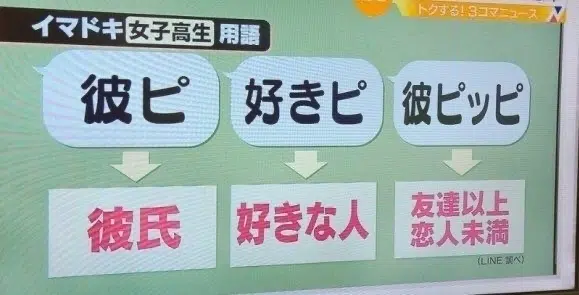 トクする!3コマニュース
イマドキ女子高生用語
彼ピ
好きピ
彼ピッピ
彼氏
好きな人
友達以上
恋人未満
(LINE 調べ)